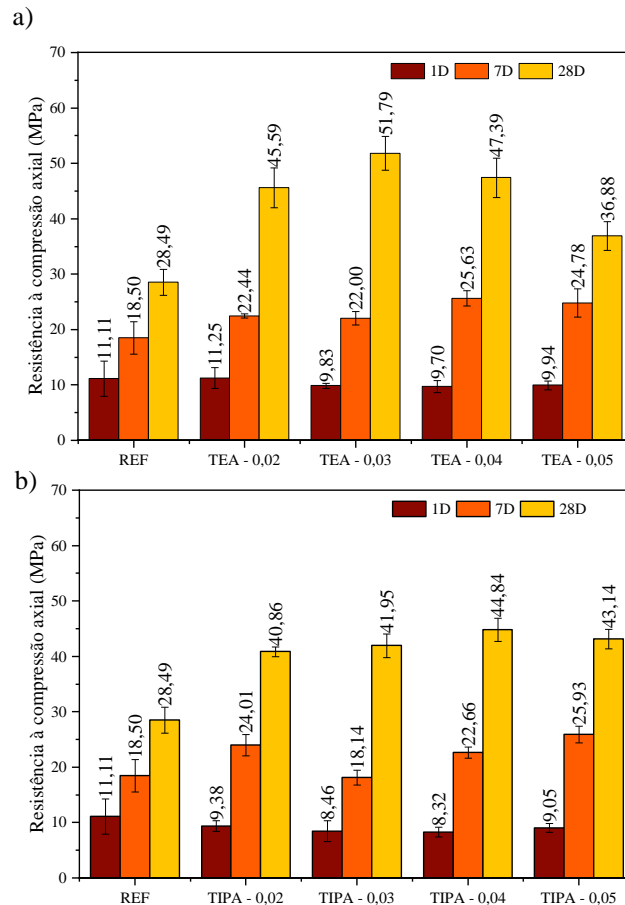 a)
70
60
50
40
30
20
10
0
Resistência à compressão axial (MPa)
1D 7D 28D
11,11 18,50 28,49
11,25 22,44 45,59
9,83 22,00 51,79
9,70 25,63 47,39
9,94 24,78 36,88
REF TEA - 0,02 TEA - 0,03 TEA - 0,04 TEA - 0,05
b)
70
60
50
40
30
20
10
0
Resistência à compressão axial (MPa)
1D 7D 28D
11,11 18,50 28,49
9,38 24,01 40,86
8,46 18,14 41,95
8,32 22,66 44,84
9,05 25,93 43,14
REF TIPA - 0,02 TIPA - 0,03 TIPA - 0,04 TIPA - 0,05